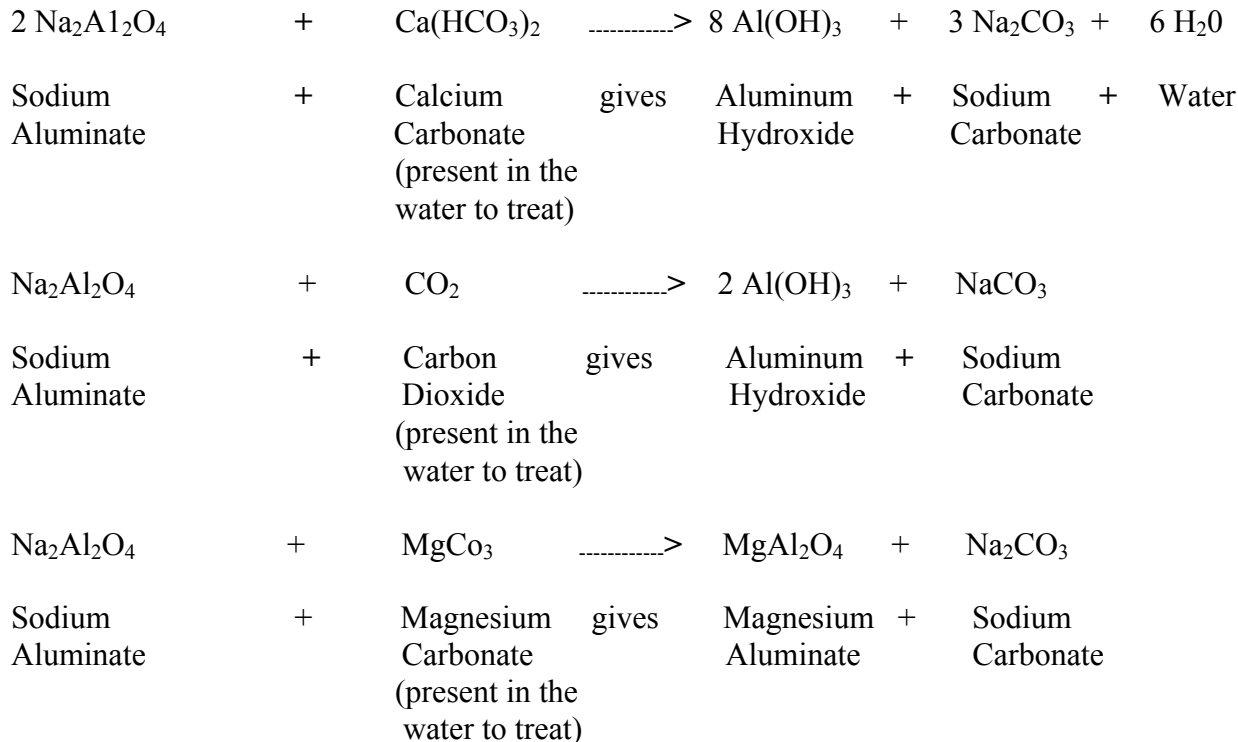 2 Na₂A1₂O₄ + Ca(HCO₃)₂ ------------> 8 Al(OH)₃ + 3 Na₂CO₃ + 6 H₂0
Sodium + Calcium gives Aluminum + Sodium + Water
Aluminate Carbonate Hydroxide Carbonate
(present in the
water to treat)
Na₂Al₂O₄ + CO₂ ------------> 2 Al(OH)₃ + NaCO₃
Sodium + Carbon gives Aluminum + Sodium
Aluminate Dioxide Hydroxide Carbonate
(present in the
water to treat)
Na₂Al₂O₄ + MgCo₃ ------------> MgAl₂O₄ + Na₂CO₃
Sodium + Magnesium gives Magnesium + Sodium
Aluminate Carbonate Aluminate Carbonate
(present in the
water to treat)